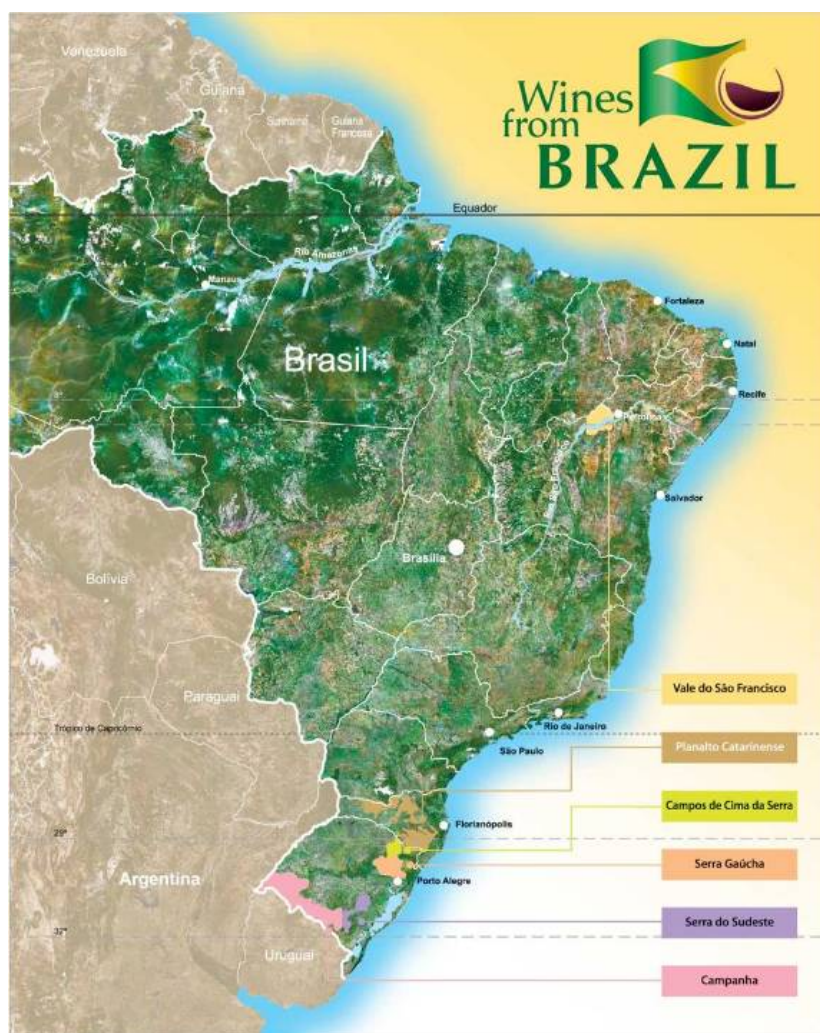 Wines
from
BRAZIL
Venezuela
Guiana
Suriname
Guiana
Francesa
Equador
Rio Amazonas
Manaus
Fortaleza
Brasil
Natal
Recife
Petrolina
Salvador
Brasília
Bolívia
Paraguai
Vale do São Francisco
Trópico de Capricórnio
Rio de Janeiro
São Paulo
Planalto Catarinense
Campos de Cima da Serra
Florianópolis
29º
Serra Gaúcha
Argentina
Porto Alegre
Serra do Sudeste
32º
Uruguai
Campanha